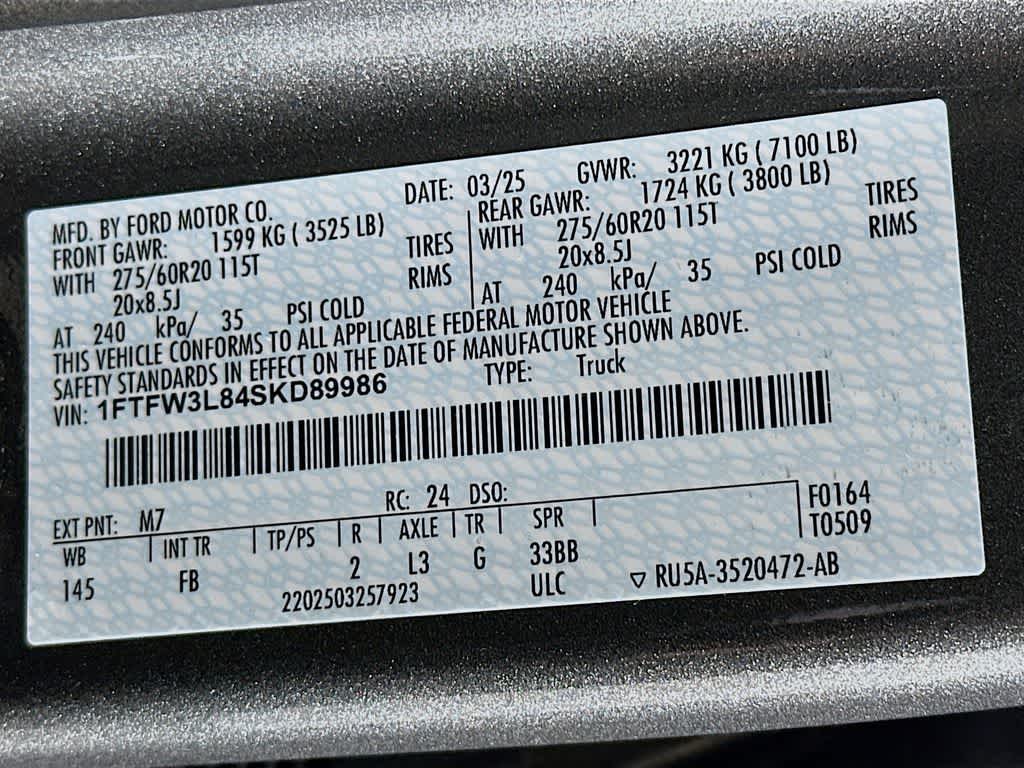 MFD. BY FORD MOTOR CO. DATE: 03/25 GVWR: 3221 KG ( 7100 LB)
FRONT GAWR: 1599 KG ( 3525 LB) REAR GAWR: 1724 KG ( 3800 LB)
WITH 275/60R20 115T TIRES WITH 275/60R20 115T TIRES
20x8.5J RIMS 20x8.5J RIMS
AT 240 kPa/ 35 PSI COLD AT 240 kPa/ 35 PSI COLD
THIS VEHICLE CONFORMS TO ALL APPLICABLE FEDERAL MOTOR VEHICLE
SAFETY STANDARDS IN EFFECT ON THE DATE OF MANUFACTURE SHOWN ABOVE.
VIN: 1FTFW3L84SKD89986 TYPE: Truck
EXT PNT: M7 RC: 24 DSO: F0164
WB INT TR TP/PS R AXLE TR SPR T0509
145 FB 2 L3 G 33BB
2202503257923 ULC ▽ RU5A-3520472-AB